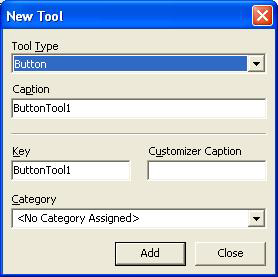 New Tool
Tool Type
Button
Caption
ButtonTool1
Key
Customizer Caption
ButtonTool1
Category
<No Category Assigned>
Add
Close